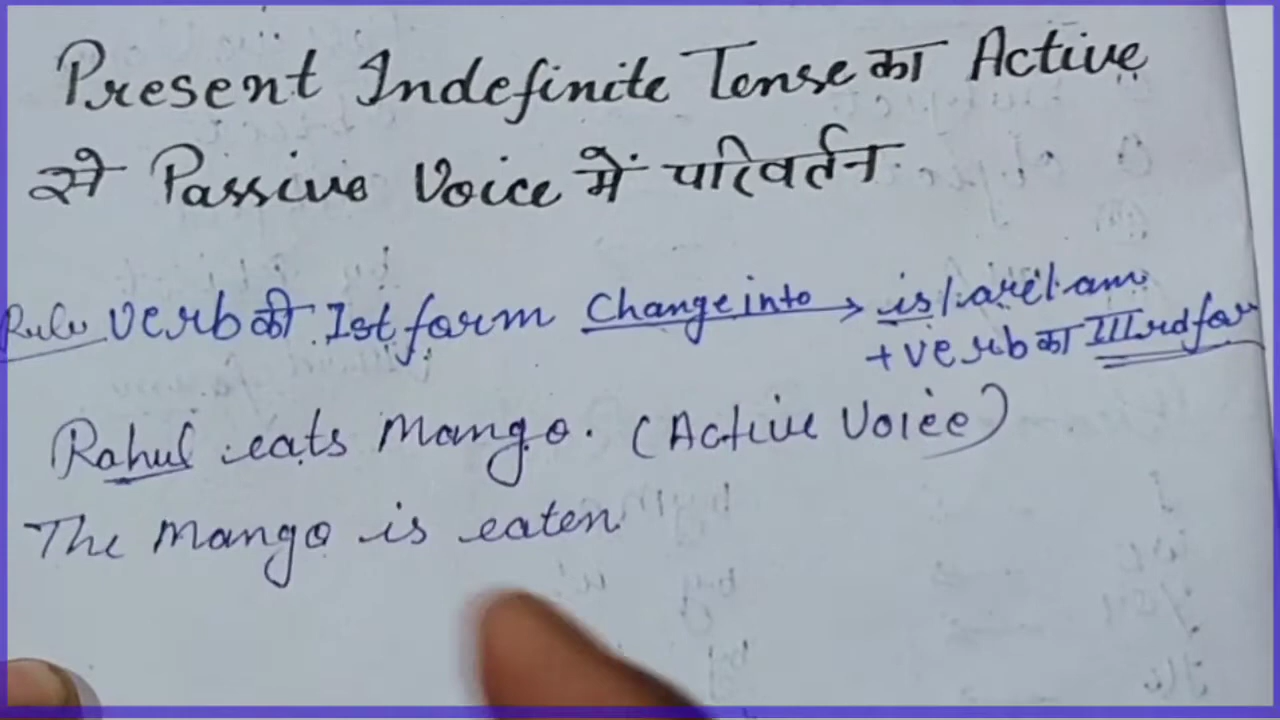 Present Indefinite Tense का Active
से Passive Voice में परिवर्तन
Rule verb की Ist form Change into → is/are/am
+ verb का IIIrd for
Rahul eats Mango. (Active Voice)
The Mango is eaten